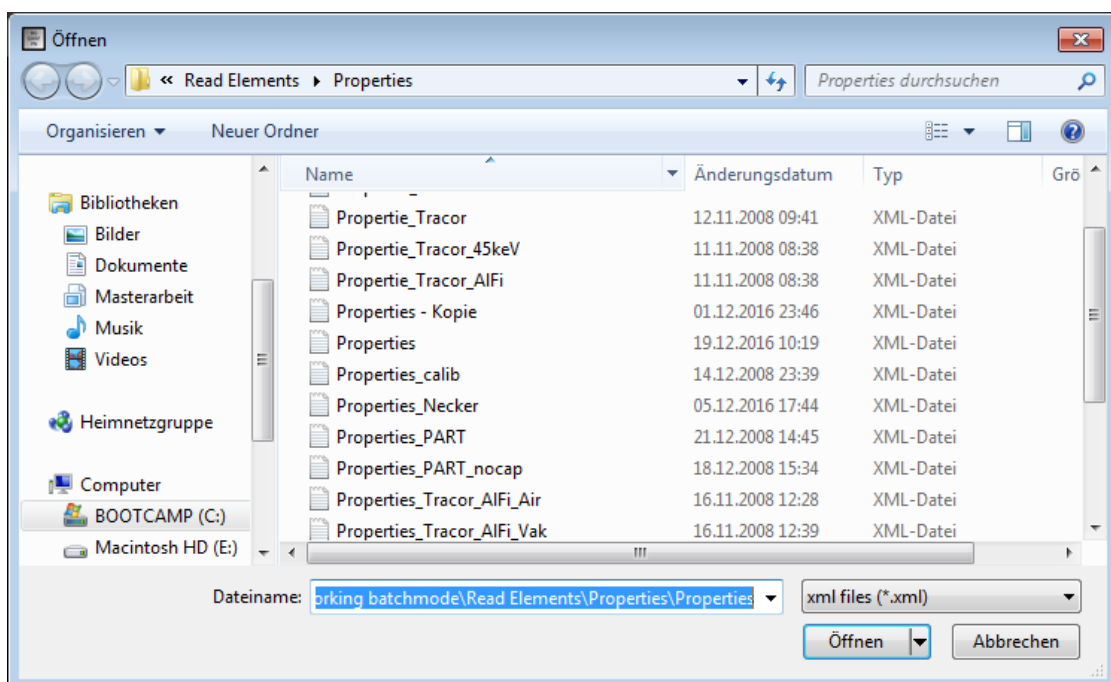 Öffnen
« Read Elements ▸ Properties
Properties durchsuchen
Organisieren
Neuer Ordner
Bibliotheken
Bilder
Dokumente
Masterarbeit
Musik
Videos
Heimnetzgruppe
Computer
BOOTCAMP (C:)
Macintosh HD (E:)
Name Änderungsdatum Typ Grö
Propertie_Tracor 12.11.2008 09:41 XML-Datei
Propertie_Tracor_45keV 11.11.2008 08:38 XML-Datei
Propertie_Tracor_AlFi 11.11.2008 08:38 XML-Datei
Properties - Kopie 01.12.2016 23:46 XML-Datei
Properties 19.12.2016 10:19 XML-Datei
Properties_calib 14.12.2008 23:39 XML-Datei
Properties_Necker 05.12.2016 17:44 XML-Datei
Properties_PART 21.12.2008 14:45 XML-Datei
Properties_PART_nocap 18.12.2008 15:34 XML-Datei
Properties_Tracor_AlFi_Air 16.11.2008 12:28 XML-Datei
Properties_Tracor_AlFi_Vak 16.11.2008 12:39 XML-Datei
Dateiname: orking batchmode\Read Elements\Properties\Properties
xml files (*.xml)
Öffnen
Abbrechen